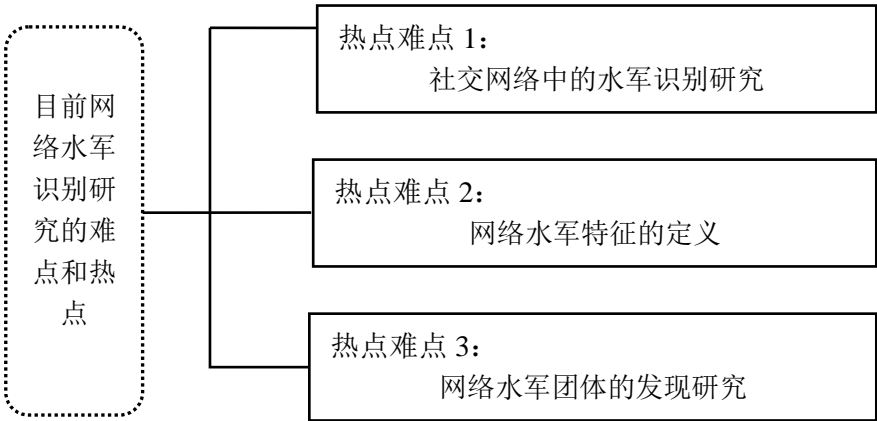 目前网
络水军
识别研
究的难
点和热
点
热点难点 1：
社交网络中的水军识别研究
热点难点 2：
网络水军特征的定义
热点难点 3：
网络水军团体的发现研究